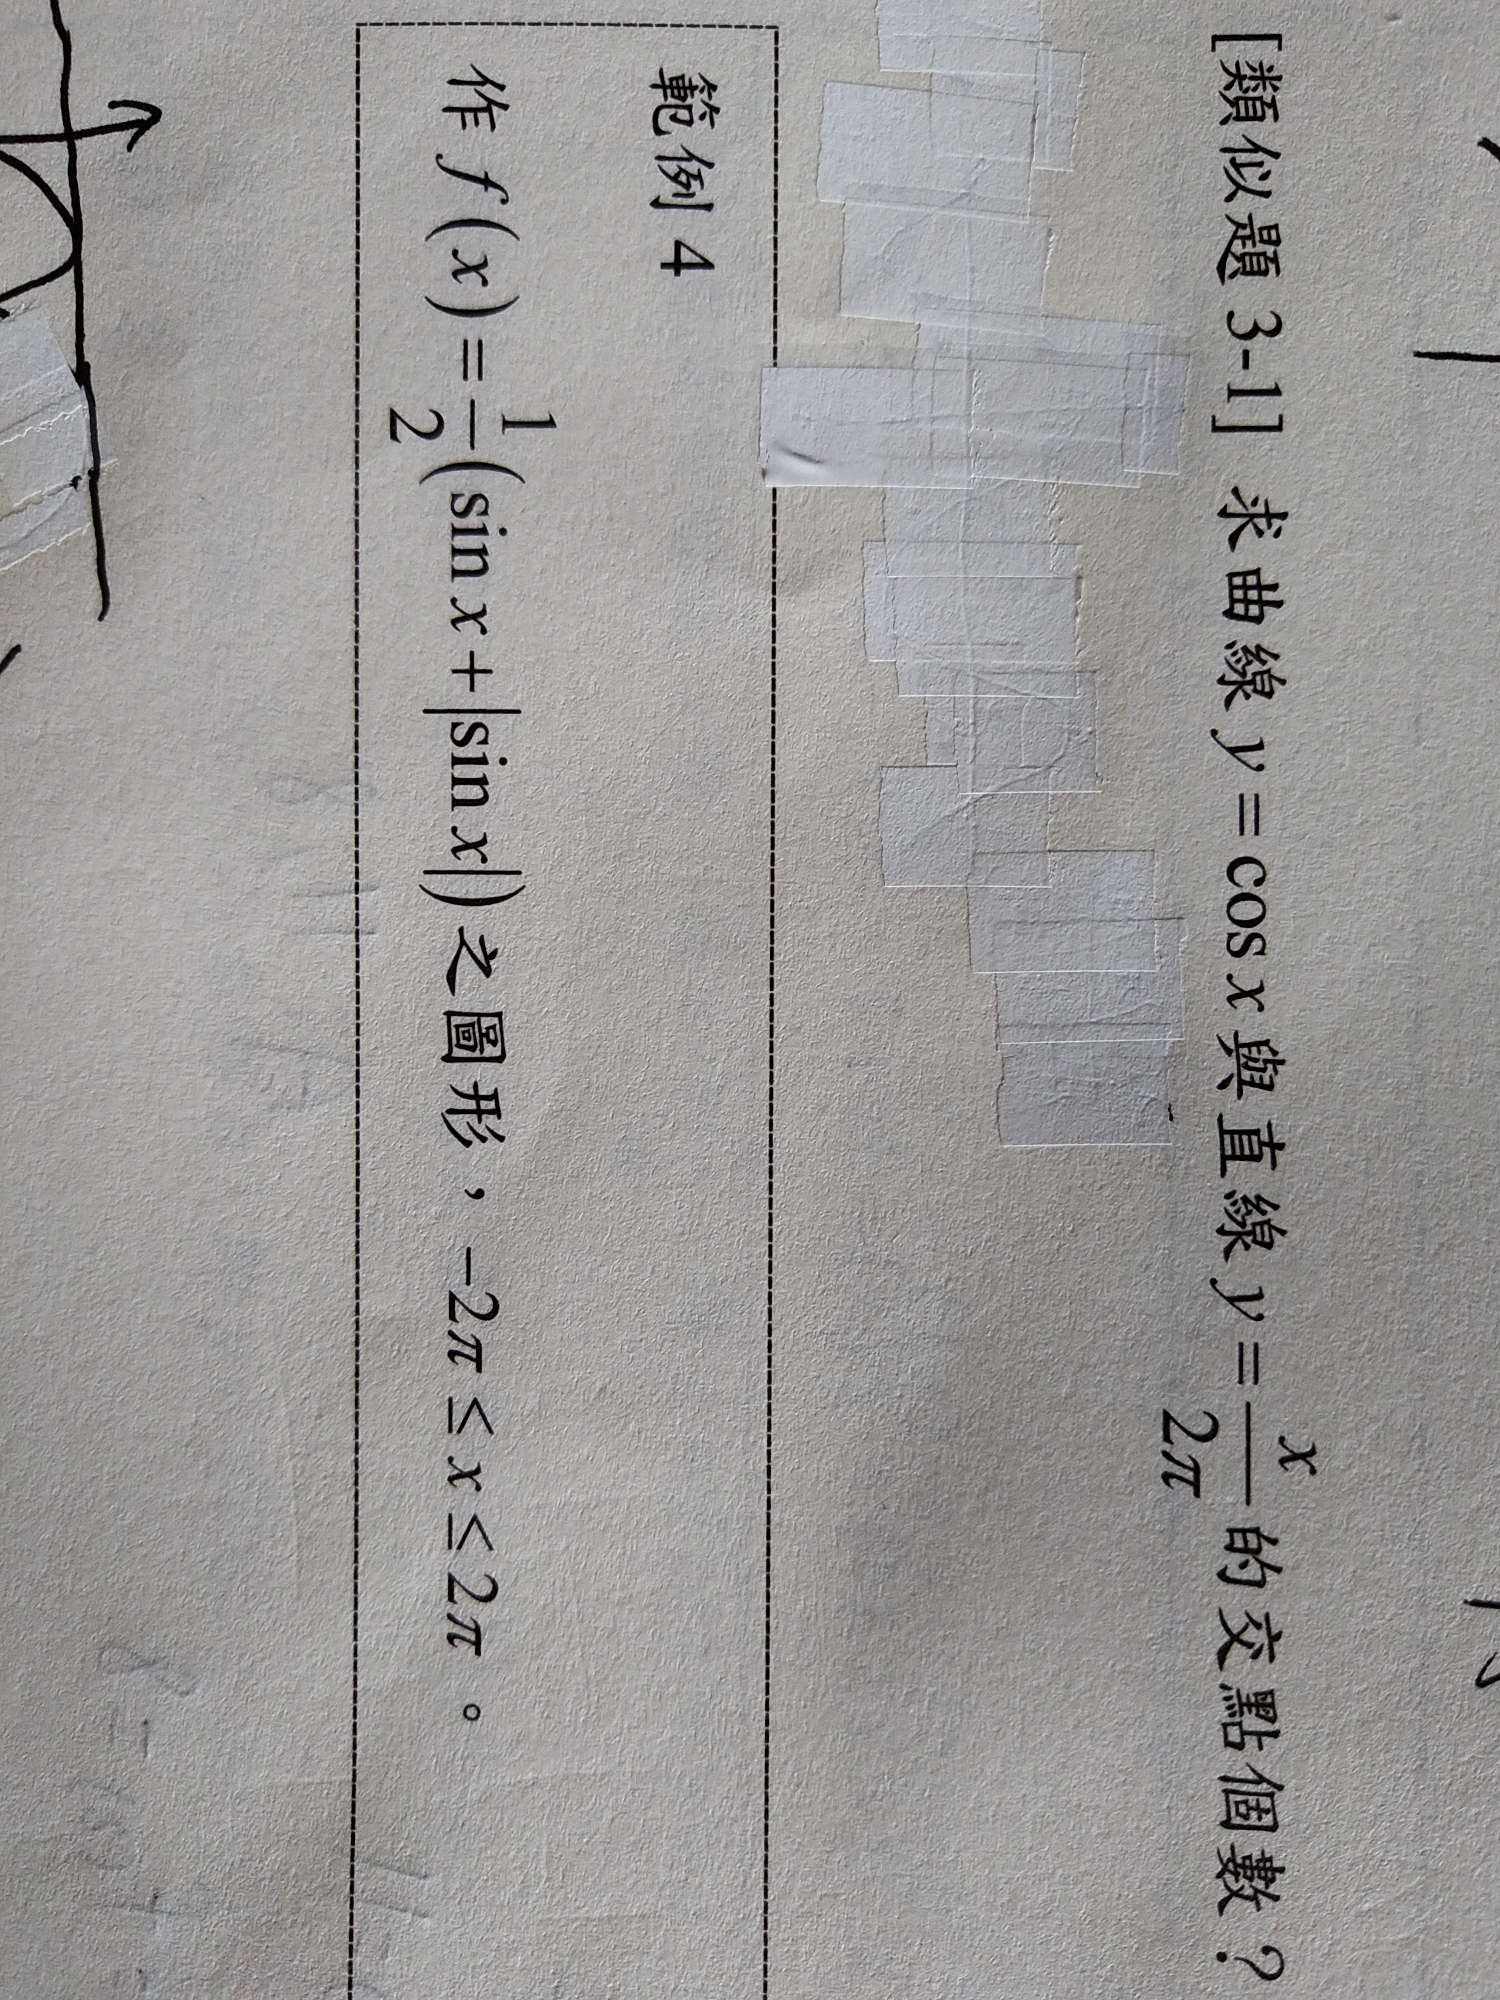 [類似題 3-1] 求曲線 y = cos x 與直線 y = x/2π 的交點個數？
範例 4
作 f(x) = 1/2 (sin x + |sin x|) 之圖形，-2π ≤ x ≤ 2π。